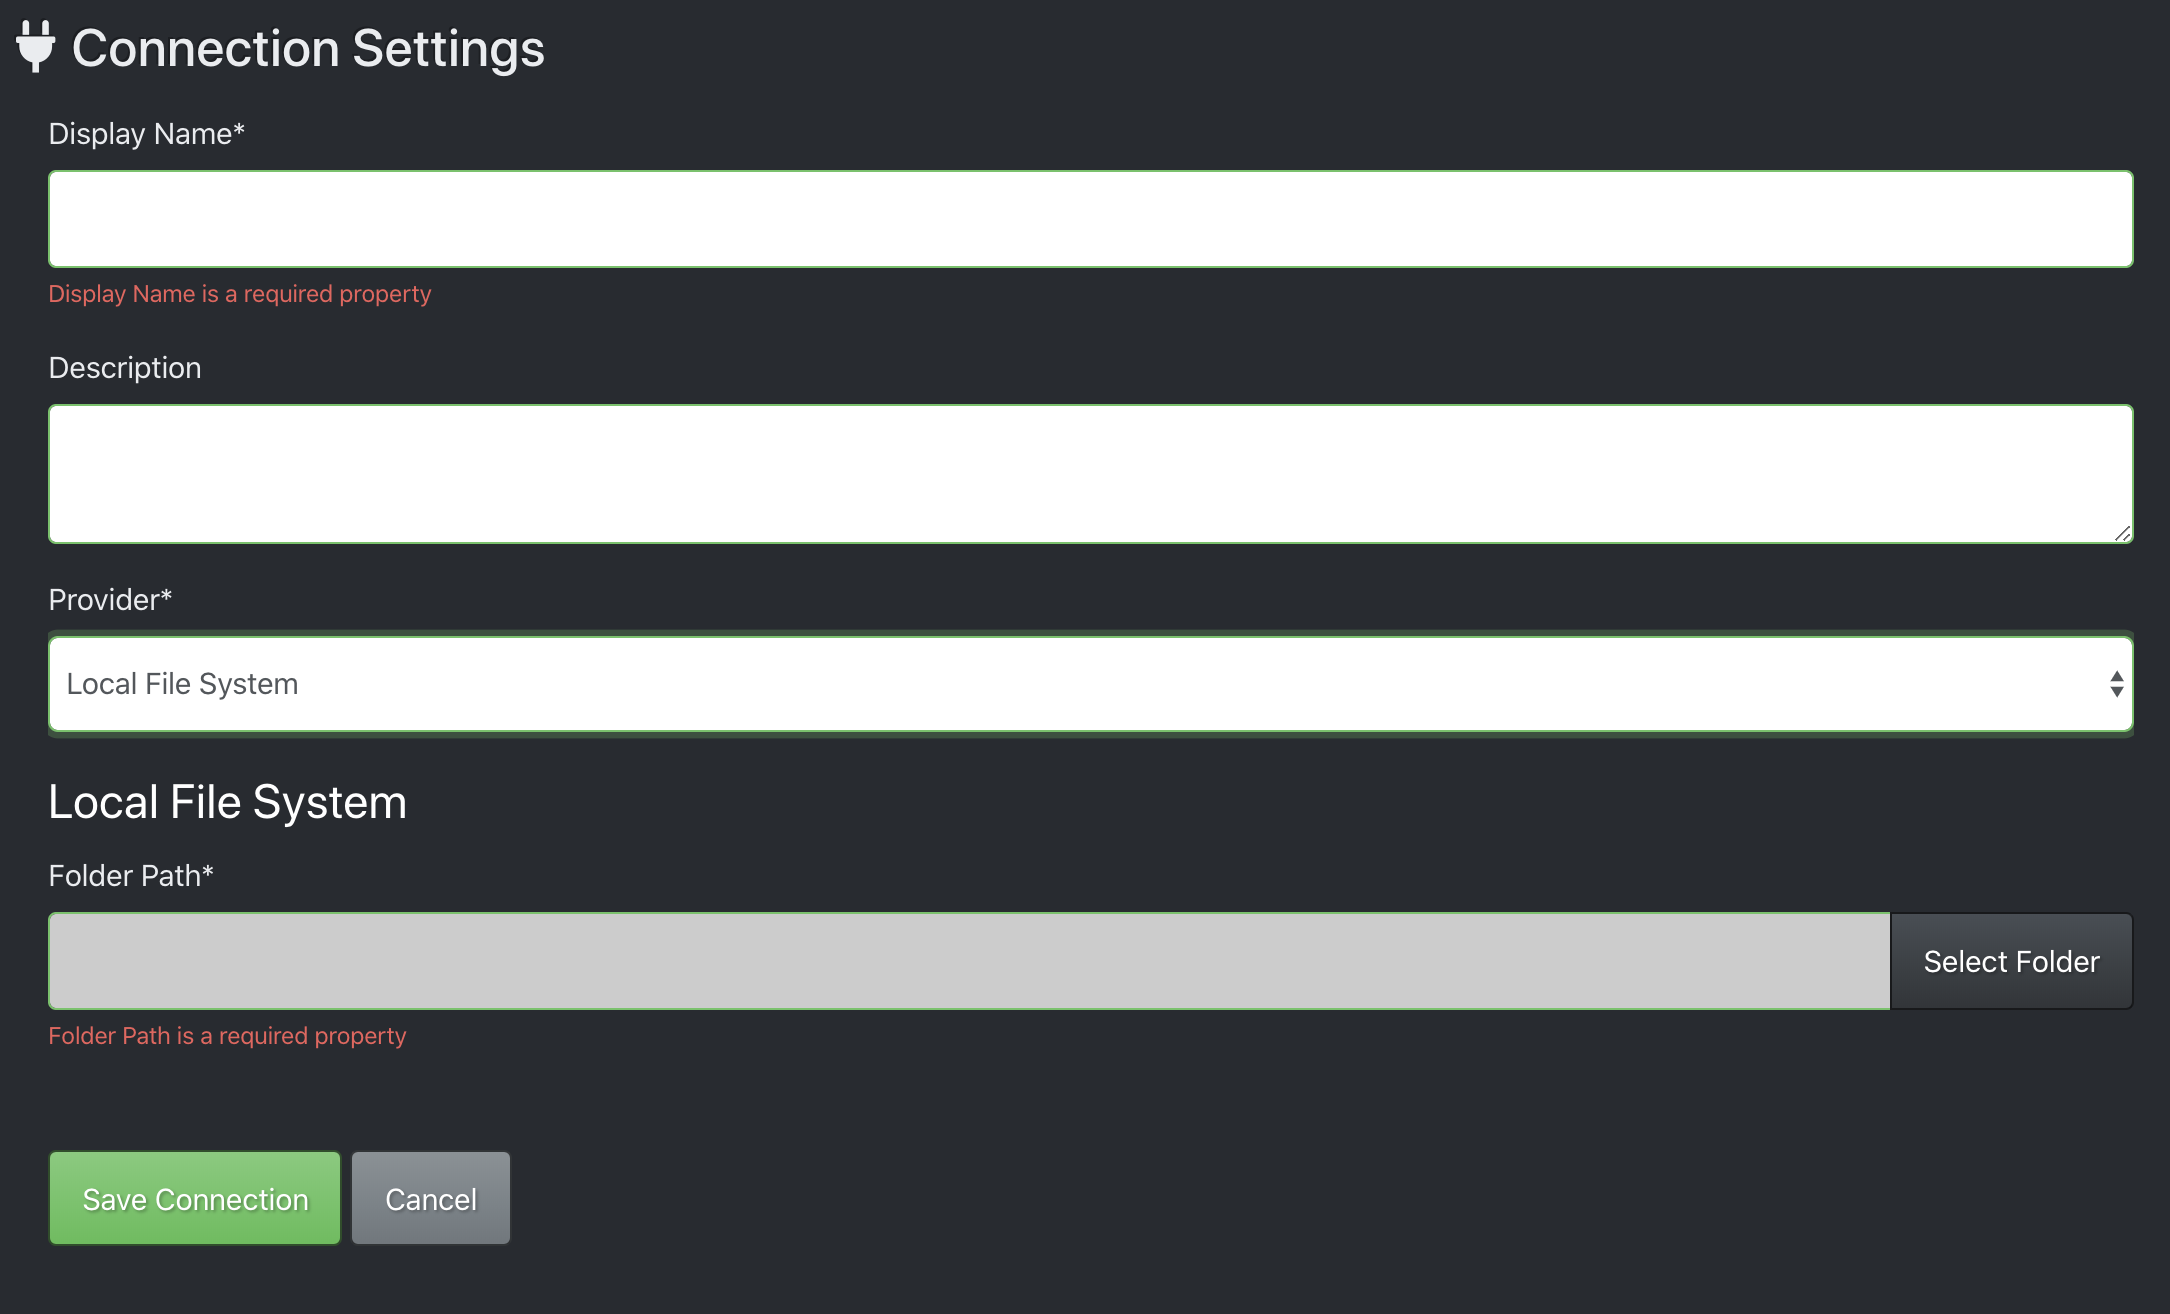 Connection Settings
Display Name*
Display Name is a required property
Description
Provider*
Local File System
Local File System
Folder Path*
Select Folder
Folder Path is a required property
Save Connection
Cancel